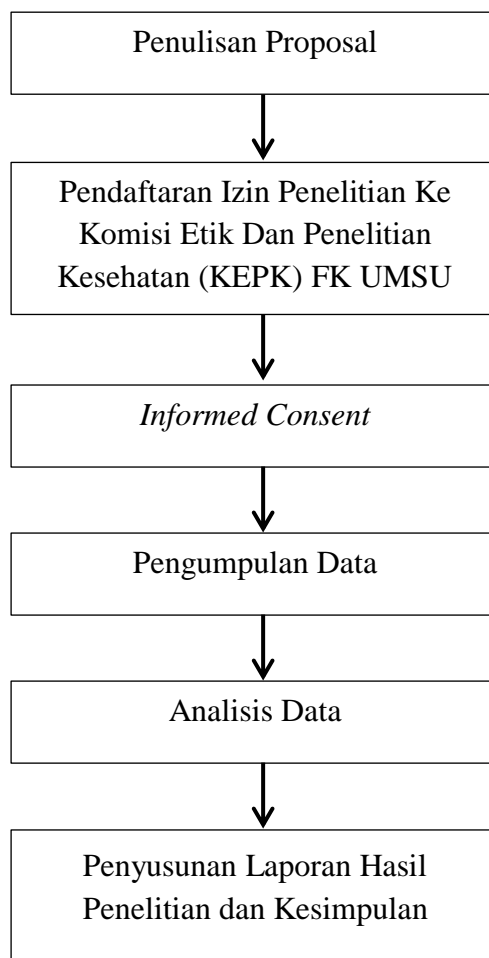 Penulisan Proposal
Pendaftaran Izin Penelitian Ke
Komisi Etik Dan Penelitian
Kesehatan (KEPK) FK UMSU
Informed Consent
Pengumpulan Data
Analisis Data
Penyusunan Laporan Hasil
Penelitian dan Kesimpulan